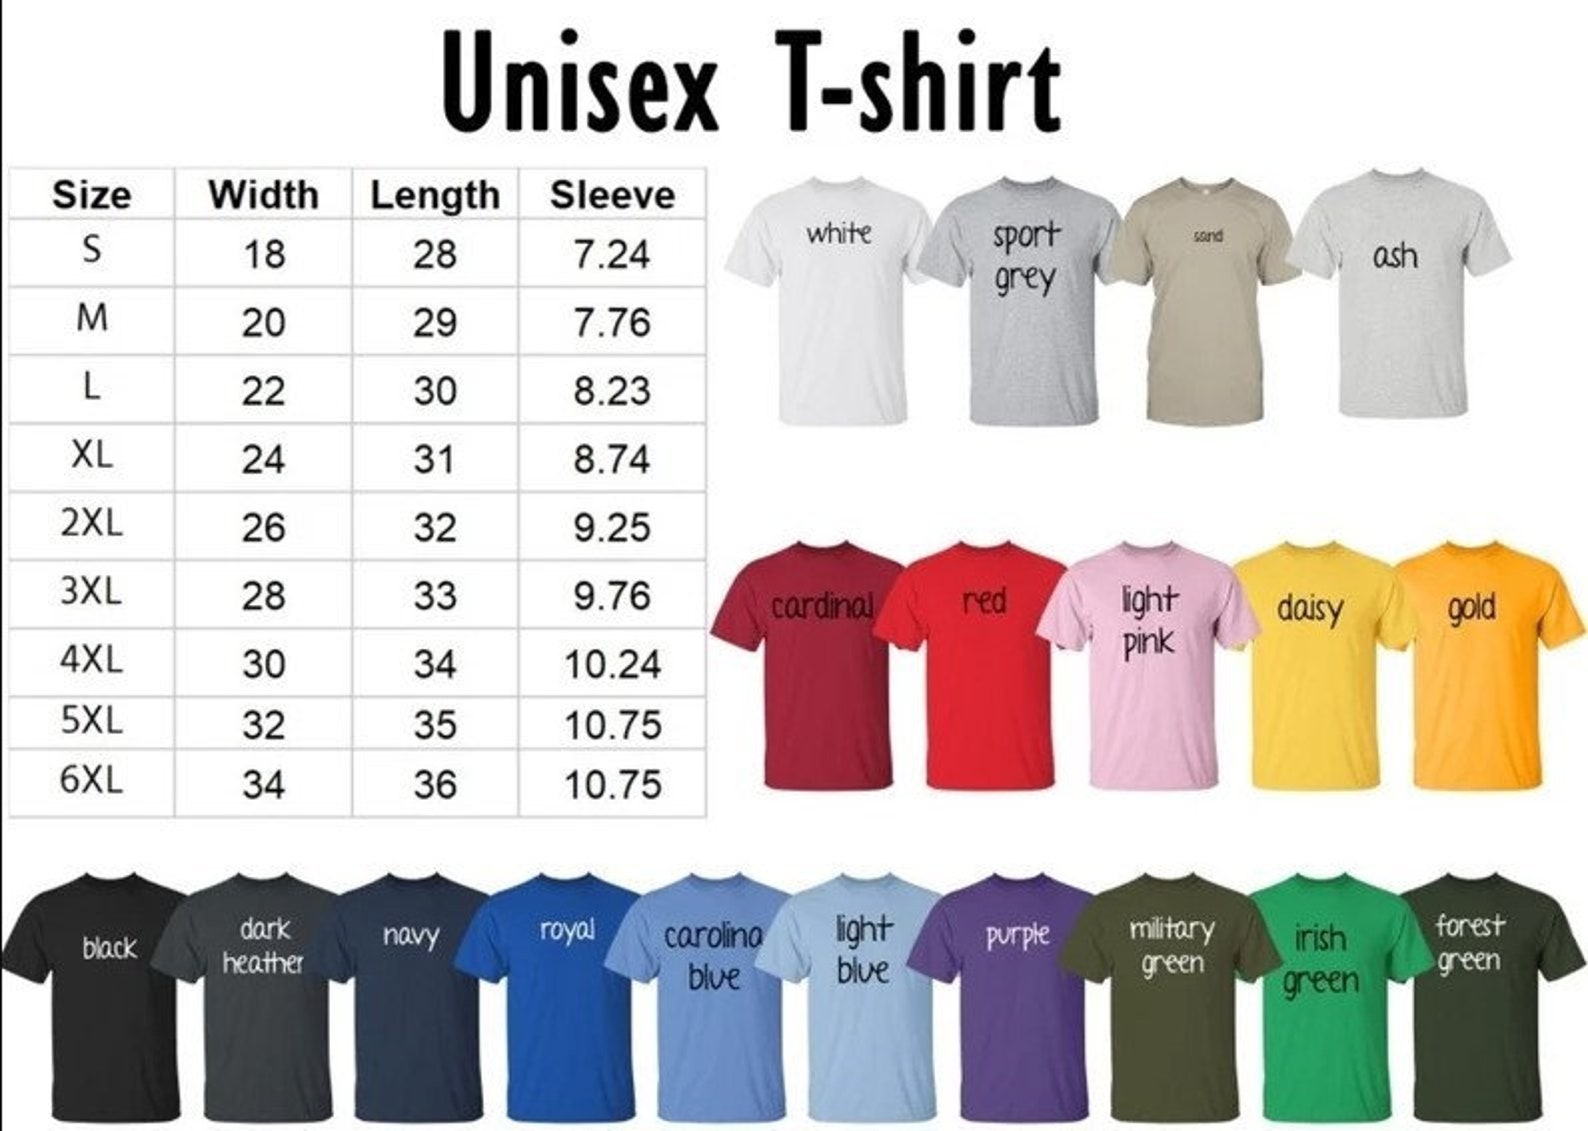 Unisex T-shirt
Size Width Length Sleeve
S 18 28 7.24
M 20 29 7.76
L 22 30 8.23
XL 24 31 8.74
2XL 26 32 9.25
3XL 28 33 9.76
4XL 30 34 10.24
5XL 32 35 10.75
6XL 34 36 10.75
white
sport
grey
sand
ash
cardinal
red
light
pink
daisy
gold
black
dark
heather
navy
royal
carolina
blue
light
blue
purple
military
green
irish
green
forest
green